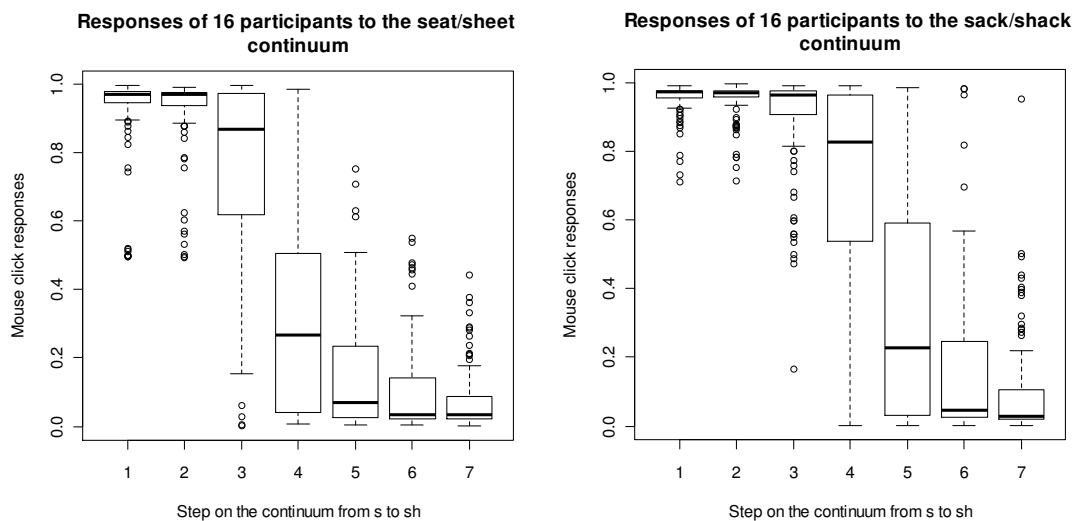 Responses of 16 participants to the seat/sheet
continuum
Mouse click responses
1.0
0.8
0.6
0.4
0.2
0.0
1 2 3 4 5 6 7
Step on the continuum from s to sh
Responses of 16 participants to the sack/shack
continuum
Mouse click responses
1.0
0.8
0.6
0.4
0.2
0.0
1 2 3 4 5 6 7
Step on the continuum from s to sh